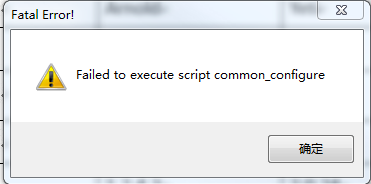 Fatal Error!
Failed to execute script common_configure
确定